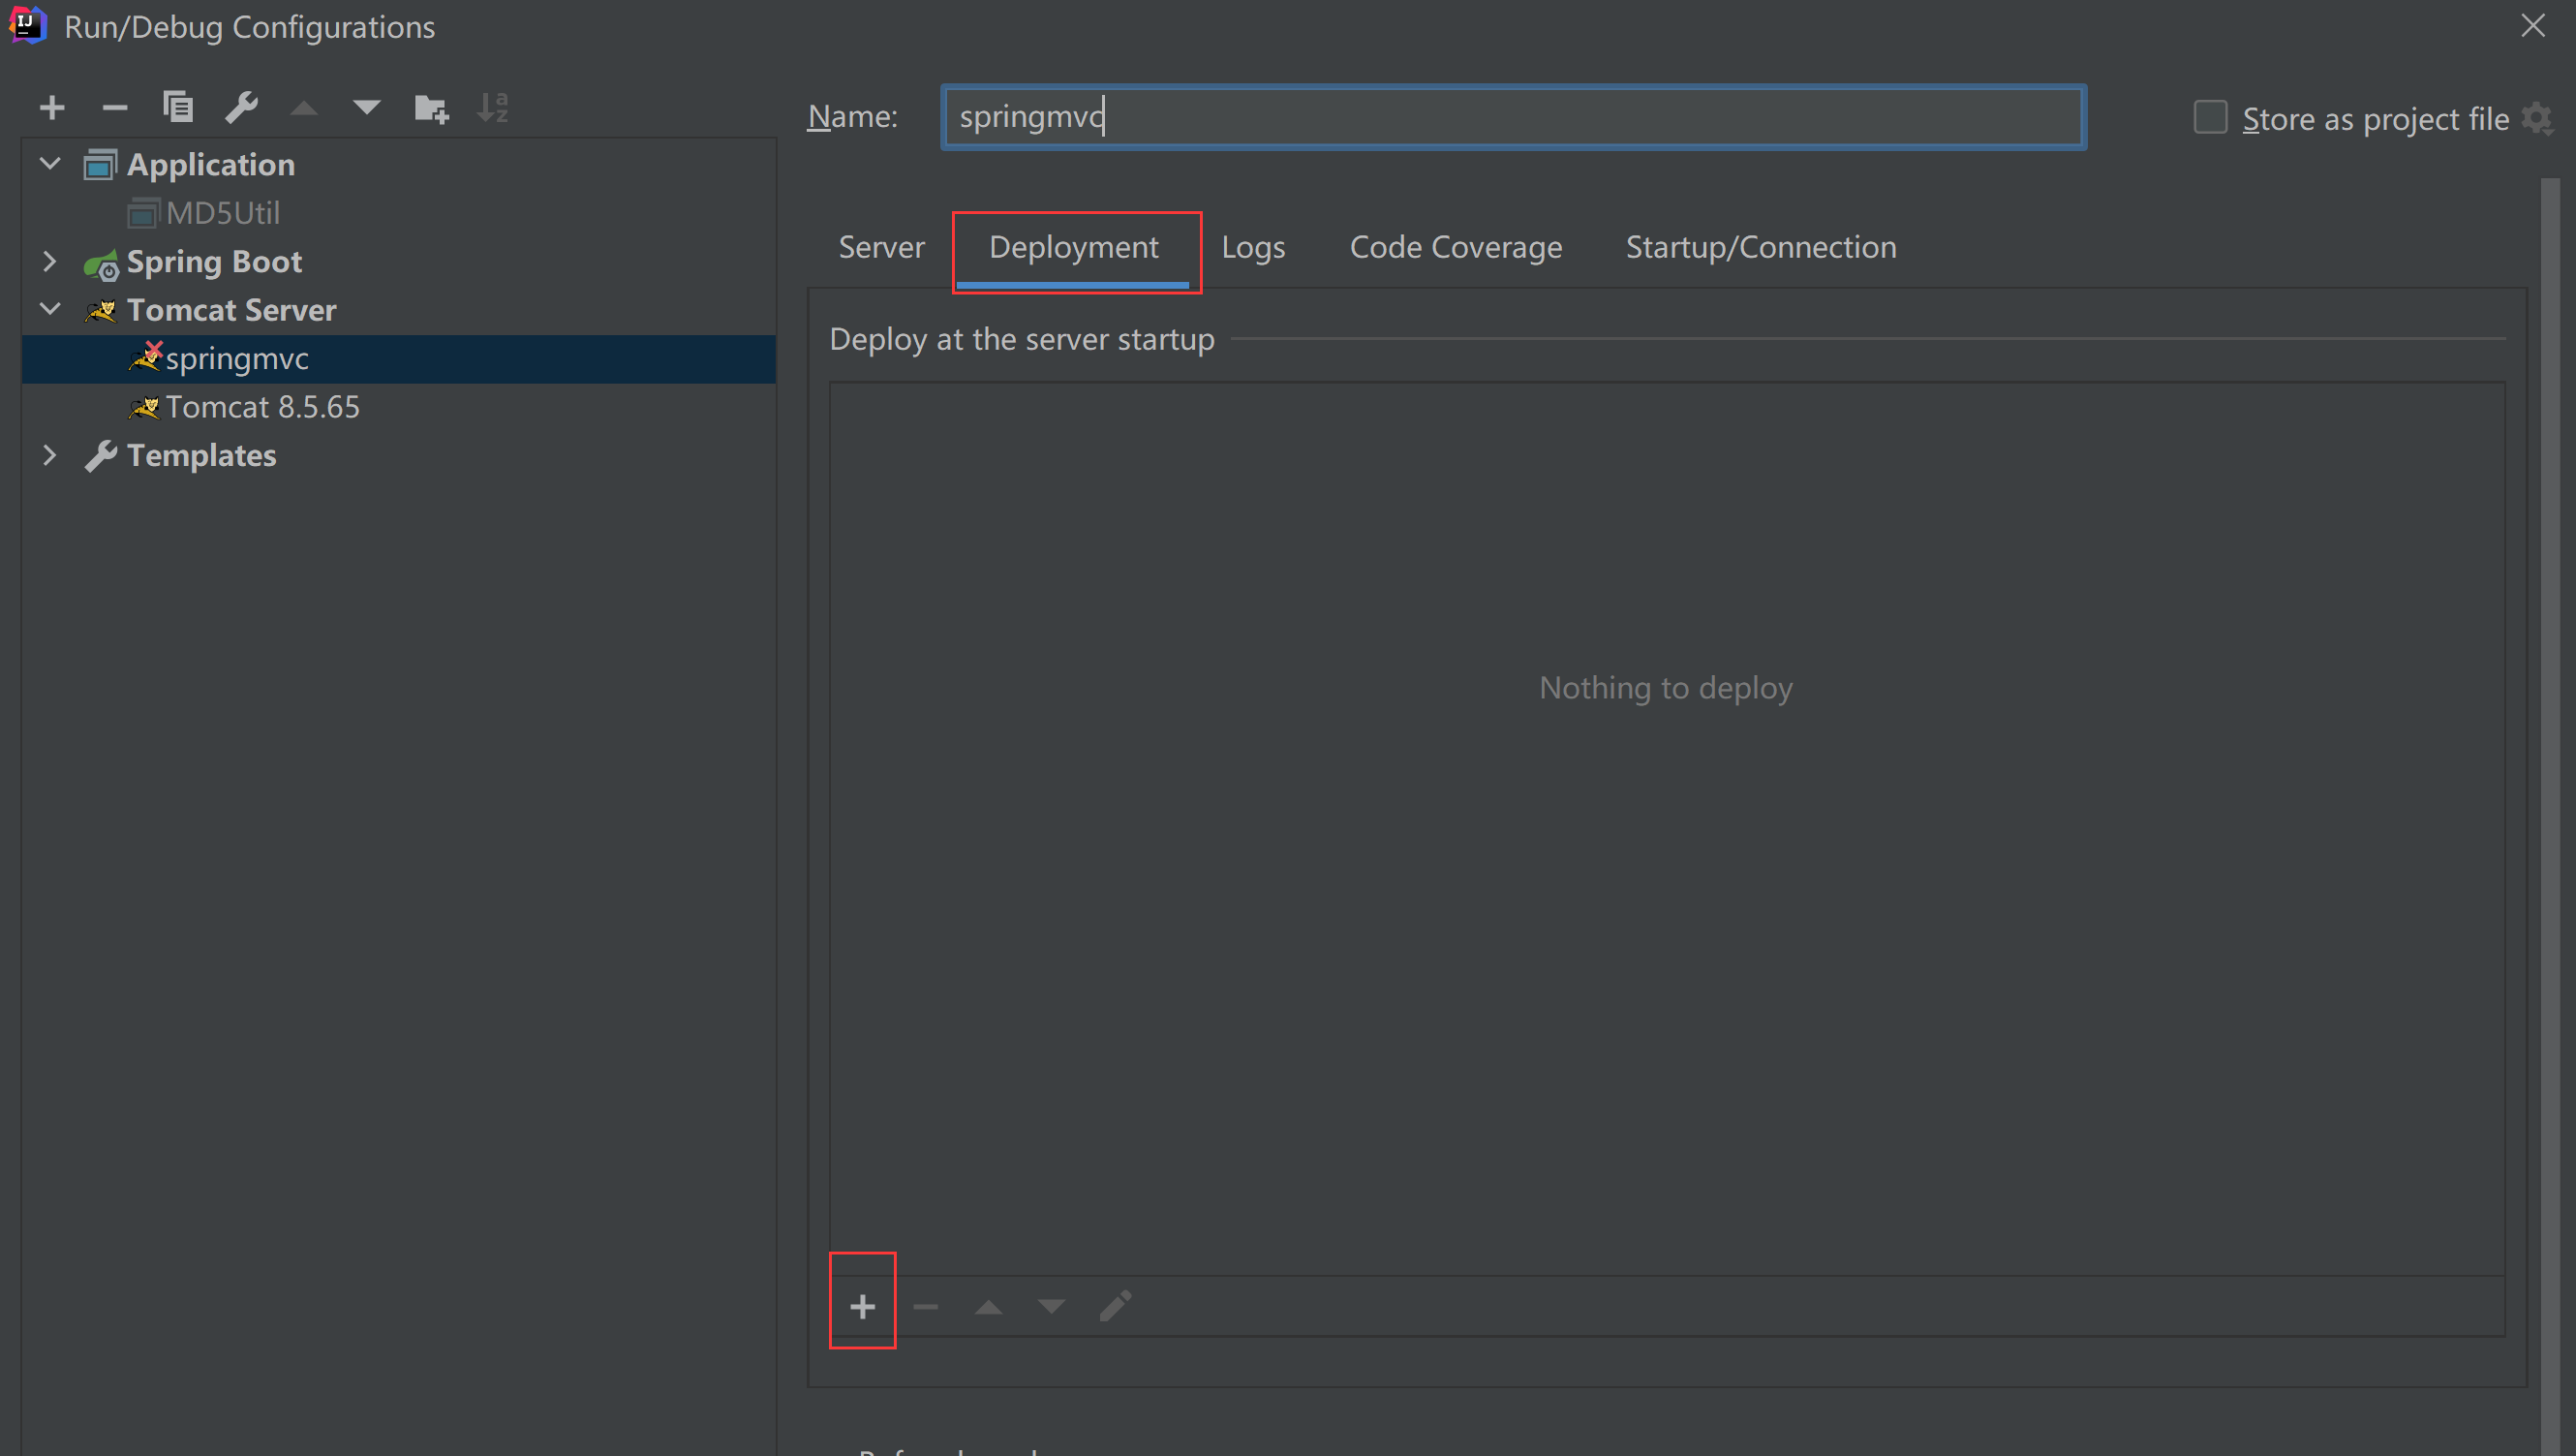 Run/Debug Configurations
Name:
springmvc
Store as project file
Application
MD5Util
Spring Boot
Tomcat Server
springmvc
Tomcat 8.5.65
Templates
Server
Deployment
Logs
Code Coverage
Startup/Connection
Deploy at the server startup
Nothing to deploy